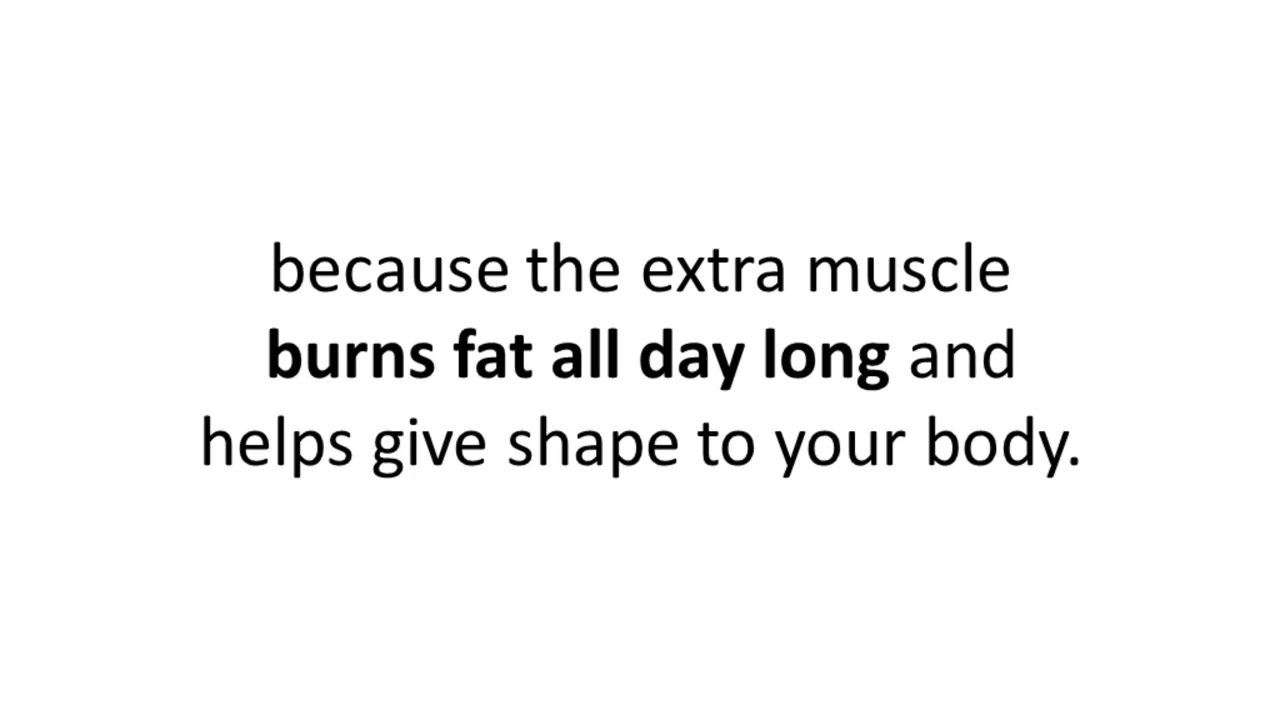 because the extra muscle
burns fat all day long and
helps give shape to your body.